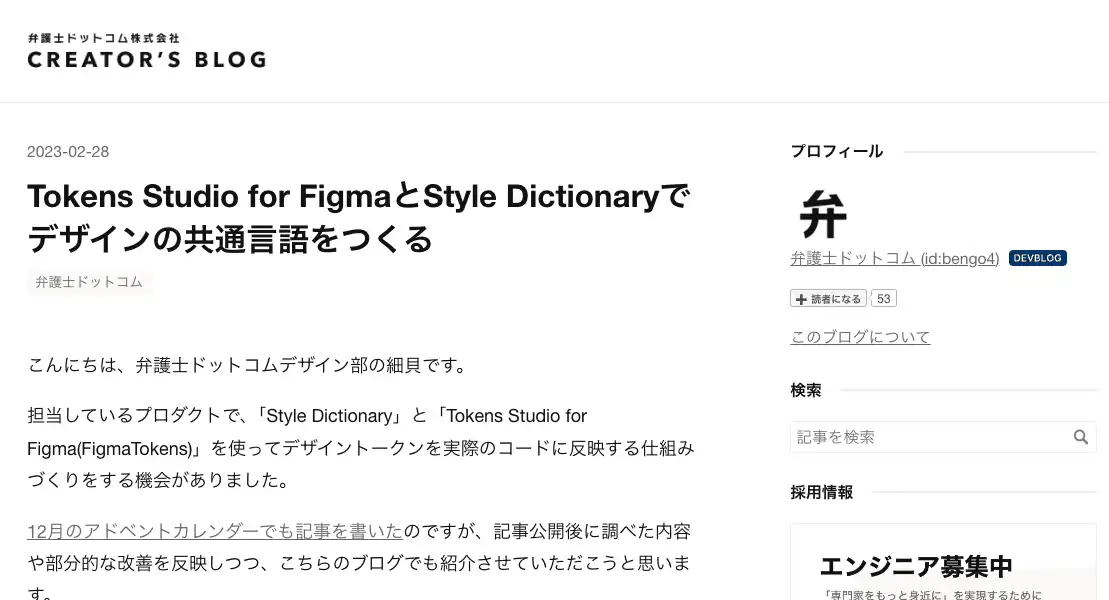 弁護士ドットコム株式会社
CREATOR'S BLOG
2023-02-28
Tokens Studio for FigmaとStyle Dictionaryで
デザインの共通言語をつくる
弁護士ドットコム
こんにちは、弁護士ドットコムデザイン部の細貝です。
担当しているプロダクトで、「Style Dictionary」と「Tokens Studio for
Figma(FigmaTokens)」を使ってデザイントークンを実際のコードに反映する仕組み
づくりをする機会がありました。
12月のアドベントカレンダーでも記事を書いたのですが、記事公開後に調べた内容
や部分的な改善を反映しつつ、こちらのブログでも紹介させていただこうと思いま
す。
プロフィール
弁
弁護士ドットコム (id:bengo4) DEVBLOG
読者になる 53
このブログについて
検索
記事を検索
採用情報
エンジニア募集中
「専門家をもっと身近に」を実現するために